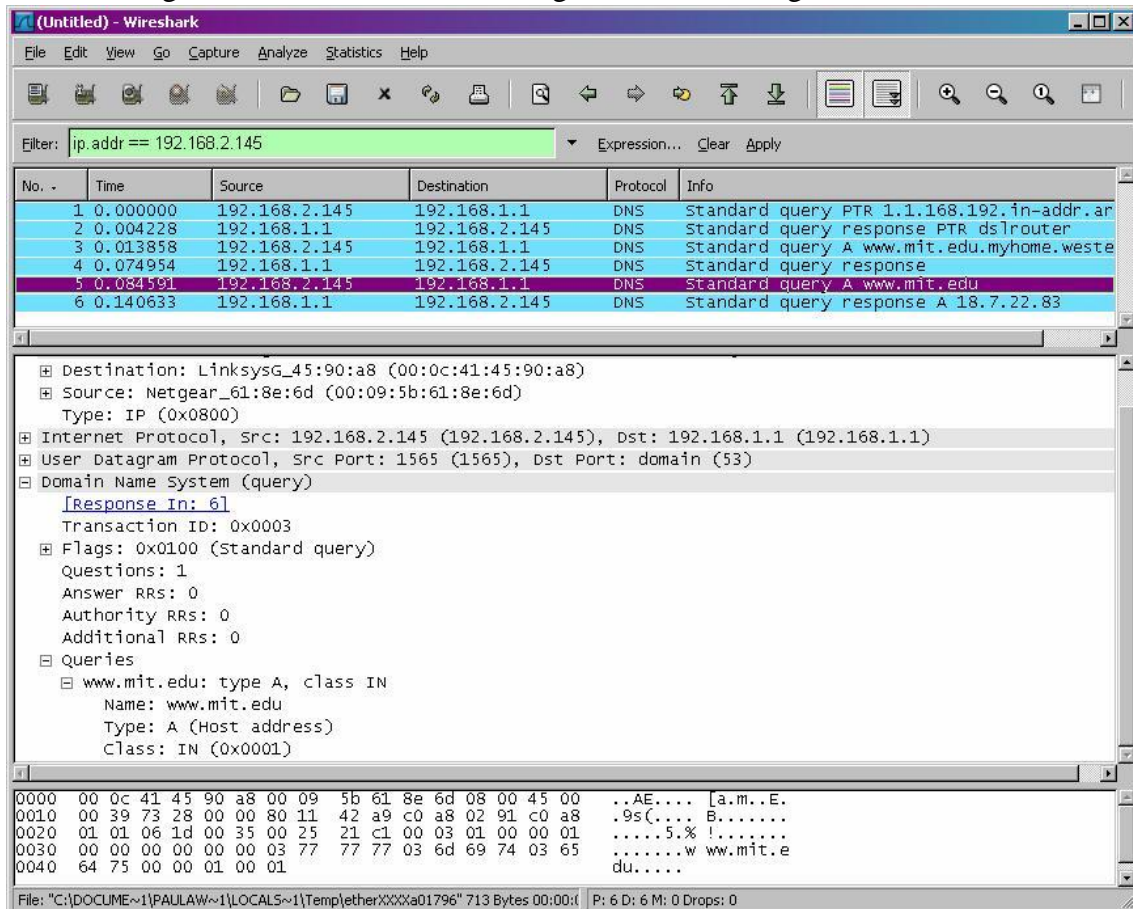 (Untitled) - Wireshark
File Edit View Go Capture Analyze Statistics Help
Filter: ip.addr == 192.168.2.145 Expression... Clear Apply
No. Time Source Destination Protocol Info
1 0.000000 192.168.2.145 192.168.1.1 DNS Standard query PTR 1.1.168.192.in-addr.ar
2 0.004228 192.168.1.1 192.168.2.145 DNS Standard query response PTR dslrouter
3 0.013858 192.168.2.145 192.168.1.1 DNS Standard query A www.mit.edu.myhome.weste
4 0.074954 192.168.1.1 192.168.2.145 DNS Standard query response
5 0.084591 192.168.2.145 192.168.1.1 DNS Standard query A www.mit.edu
6 0.140633 192.168.1.1 192.168.2.145 DNS Standard query response A 18.7.22.83
Destination: LinksysG_45:90:a8 (00:0c:41:45:90:a8)
Source: Netgear_61:8e:6d (00:09:5b:61:8e:6d)
Type: IP (0x0800)
Internet Protocol, Src: 192.168.2.145 (192.168.2.145), Dst: 192.168.1.1 (192.168.1.1)
User Datagram Protocol, Src Port: 1565 (1565), Dst Port: domain (53)
Domain Name System (query)
[Response In: 6]
Transaction ID: 0x0003
Flags: 0x0100 (Standard query)
Questions: 1
Answer RRs: 0
Authority RRs: 0
Additional RRs: 0
Queries
www.mit.edu: type A, class IN
Name: www.mit.edu
Type: A (Host address)
Class: IN (0x0001)
0000 00 0c 41 45 90 a8 00 09 5b 61 8e 6d 08 00 45 00 ..AE.... [a.m..E.
0010 00 39 73 28 00 00 80 11 42 a9 c0 a8 02 91 c0 a8 .9s(.... B.......
0020 01 01 06 1d 00 35 00 25 21 c1 00 03 01 00 00 01 .....5.% !.......
0030 00 00 00 00 00 00 03 77 77 77 03 6d 69 74 03 65 .......w ww.mit.e
0040 64 75 00 00 01 00 01 du.....
File: "C:\DOCUME~1\PAULAW~1\LOCALS~1\Temp\etherXXXXa01796" 713 Bytes 00:00:( P: 6 D: 6 M: 0 Drops: 0